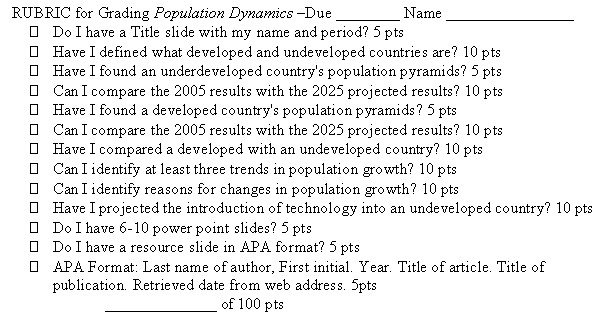 RUBRIC for Grading Population Dynamics –Due ________ Name ________________
Do I have a Title slide with my name and period? 5 pts
Have I defined what developed and undeveloped countries are? 10 pts
Have I found an underdeveloped country's population pyramids? 5 pts
Can I compare the 2005 results with the 2025 projected results? 10 pts
Have I found a developed country's population pyramids? 5 pts
Can I compare the 2005 results with the 2025 projected results? 10 pts
Have I compared a developed with an undeveloped country? 10 pts
Can I identify at least three trends in population growth? 10 pts
Can I identify reasons for changes in population growth? 10 pts
Have I projected the introduction of technology into an undeveloped country? 10 pts
Do I have 6-10 power point slides? 5 pts
Do I have a resource slide in APA format? 5 pts
APA Format: Last name of author, First initial. Year. Title of article. Title of
publication. Retrieved date from web address. 5pts
______________ of 100 pts